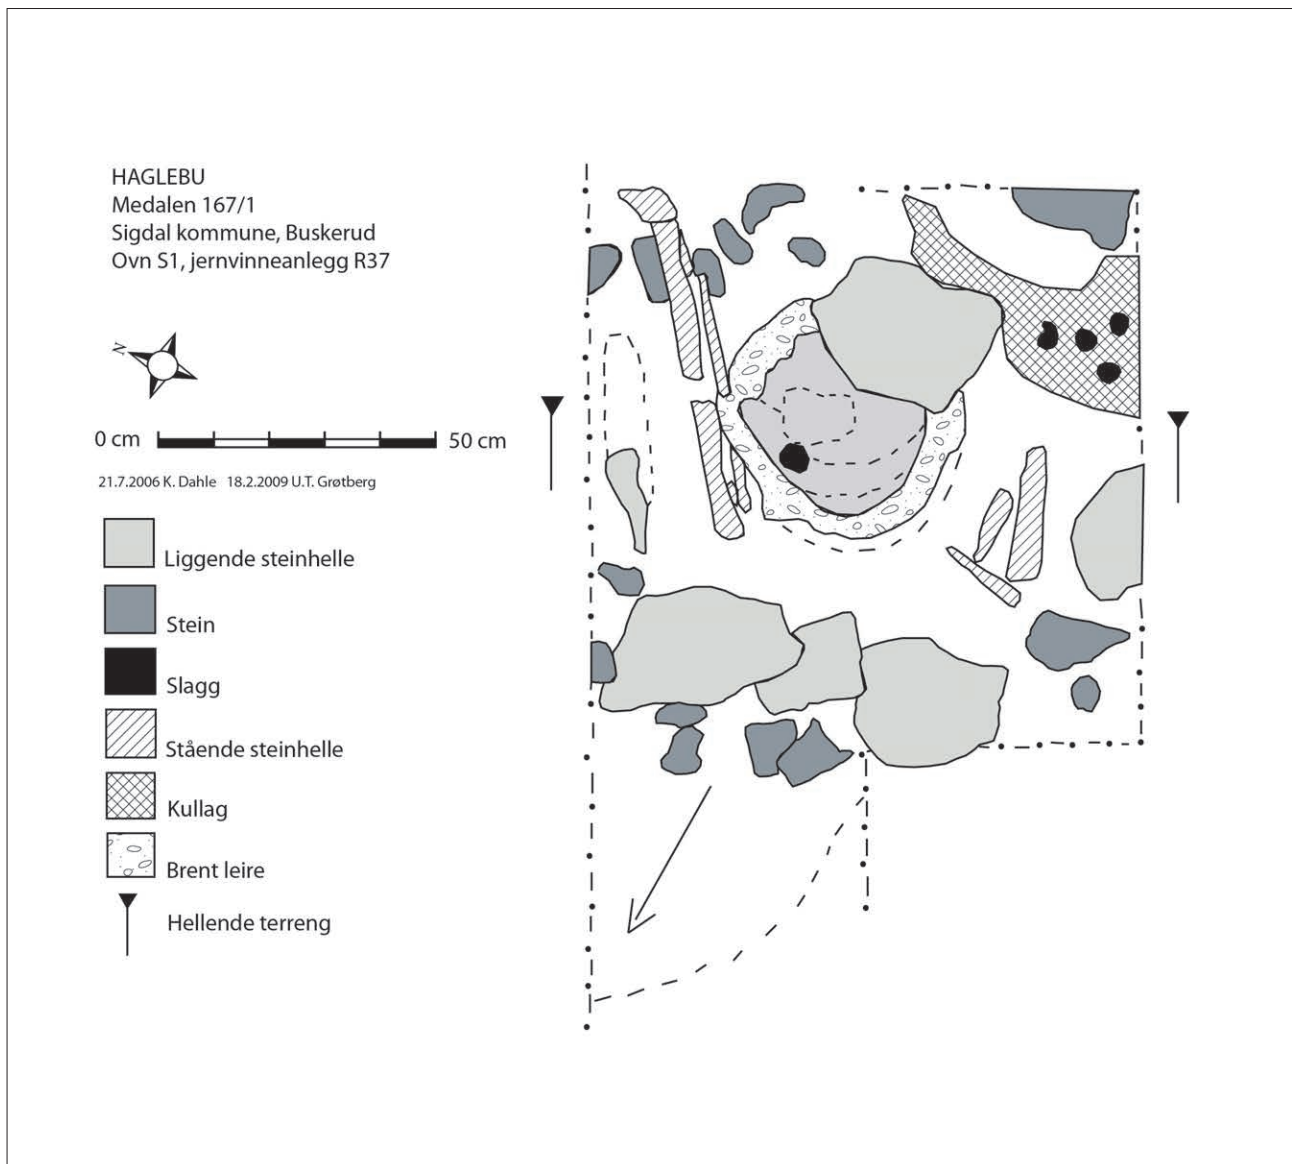 HAGLEBU
Medalen 167/1
Sigdal kommune, Buskerud
Ovn S1, jernvinneanlegg R37
N
0 cm 50 cm
21.7.2006 K. Dahle 18.2.2009 U.T. Grøtberg
Liggende steinhelle
Stein
Slagg
Stående steinhelle
Kullag
Brent leire
Hellende terreng